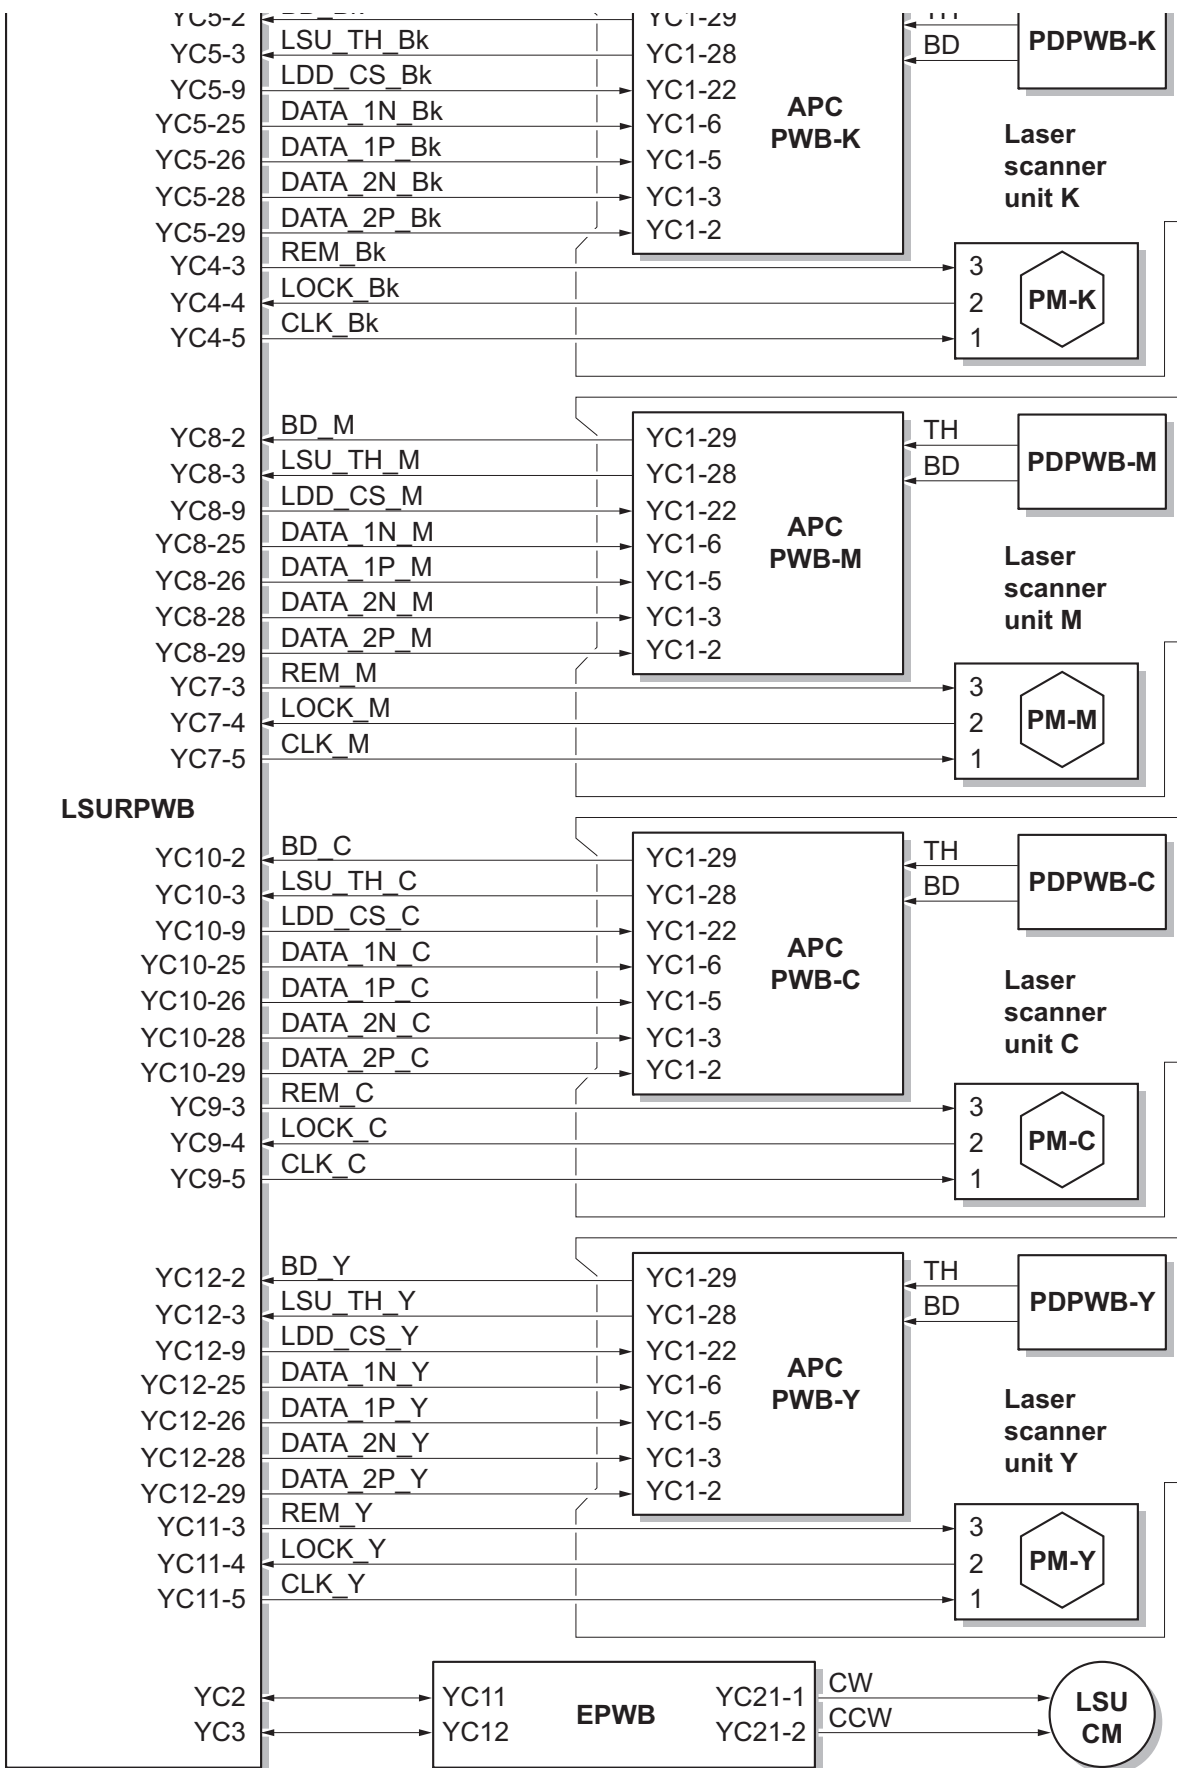 YC5-2 BD_Bk YC1-29 TH
YC5-3 LSU_TH_Bk YC1-28 BD PDPWB-K
YC5-9 LDD_CS_Bk YC1-22
YC5-25 DATA_1N_Bk YC1-6
YC5-26 DATA_1P_Bk YC1-5
YC5-28 DATA_2N_Bk YC1-3
YC5-29 DATA_2P_Bk YC1-2
APC
PWB-K
Laser
scanner
unit K
YC4-3 REM_Bk 3
YC4-4 LOCK_Bk 2 PM-K
YC4-5 CLK_Bk 1
YC8-2 BD_M YC1-29 TH
YC8-3 LSU_TH_M YC1-28 BD PDPWB-M
YC8-9 LDD_CS_M YC1-22
YC8-25 DATA_1N_M YC1-6
YC8-26 DATA_1P_M YC1-5
YC8-28 DATA_2N_M YC1-3
YC8-29 DATA_2P_M YC1-2
APC
PWB-M
Laser
scanner
unit M
YC7-3 REM_M 3
YC7-4 LOCK_M 2 PM-M
YC7-5 CLK_M 1
LSURPWB
YC10-2 BD_C YC1-29 TH
YC10-3 LSU_TH_C YC1-28 BD PDPWB-C
YC10-9 LDD_CS_C YC1-22
YC10-25 DATA_1N_C YC1-6
YC10-26 DATA_1P_C YC1-5
YC10-28 DATA_2N_C YC1-3
YC10-29 DATA_2P_C YC1-2
APC
PWB-C
Laser
scanner
unit C
YC9-3 REM_C 3
YC9-4 LOCK_C 2 PM-C
YC9-5 CLK_C 1
YC12-2 BD_Y YC1-29 TH
YC12-3 LSU_TH_Y YC1-28 BD PDPWB-Y
YC12-9 LDD_CS_Y YC1-22
YC12-25 DATA_1N_Y YC1-6
YC12-26 DATA_1P_Y YC1-5
YC12-28 DATA_2N_Y YC1-3
YC12-29 DATA_2P_Y YC1-2
APC
PWB-Y
Laser
scanner
unit Y
YC11-3 REM_Y 3
YC11-4 LOCK_Y 2 PM-Y
YC11-5 CLK_Y 1
YC2 YC11 YC21-1 CW
YC3 YC12 YC21-2 CCW
EPWB
LSU
CM